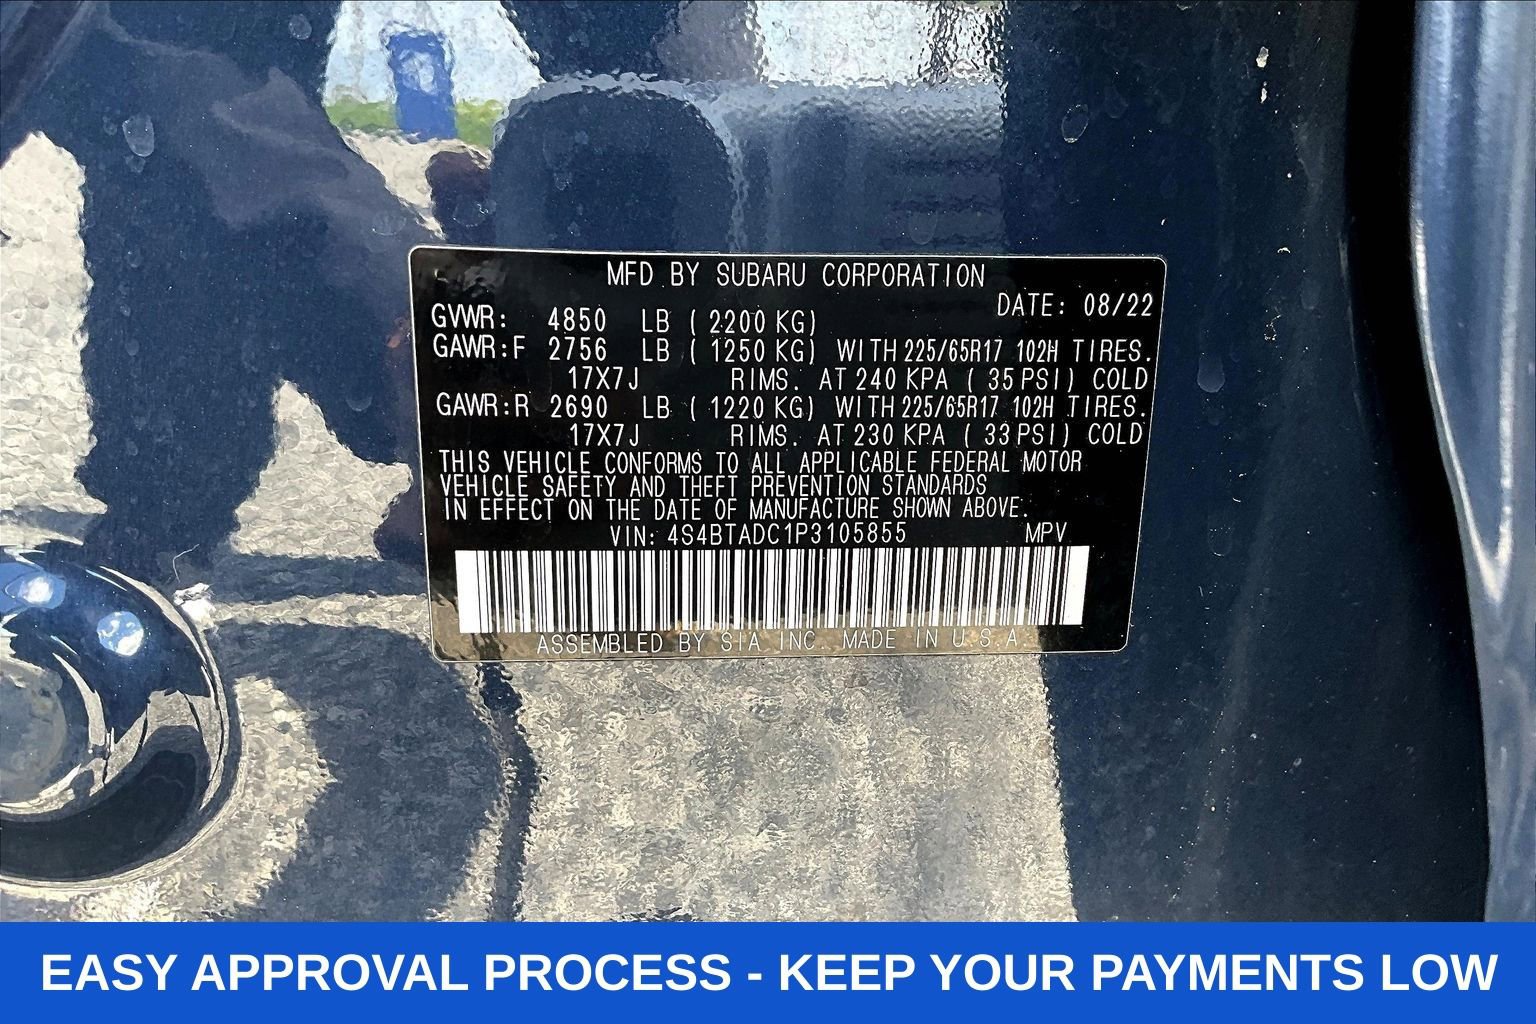 MFD BY SUBARU CORPORATION
DATE: 08/22
GVWR: 4850 LB ( 2200 KG)
GAWR:F 2756 LB ( 1250 KG) WITH 225/65R17 102H TIRES.
17X7J RIMS. AT 240 KPA ( 35 PSI) COLD
GAWR:R 2690 LB ( 1220 KG) WITH 225/65R17 102H TIRES.
17X7J RIMS. AT 230 KPA ( 33 PSI) COLD
THIS VEHICLE CONFORMS TO ALL APPLICABLE FEDERAL MOTOR
VEHICLE SAFETY AND THEFT PREVENTION STANDARDS
IN EFFECT ON THE DATE OF MANUFACTURE SHOWN ABOVE.
VIN: 4S4BTADC1P3105855 MPV
ASSEMBLED BY SIA INC. MADE IN U.S.A.
EASY APPROVAL PROCESS - KEEP YOUR PAYMENTS LOW